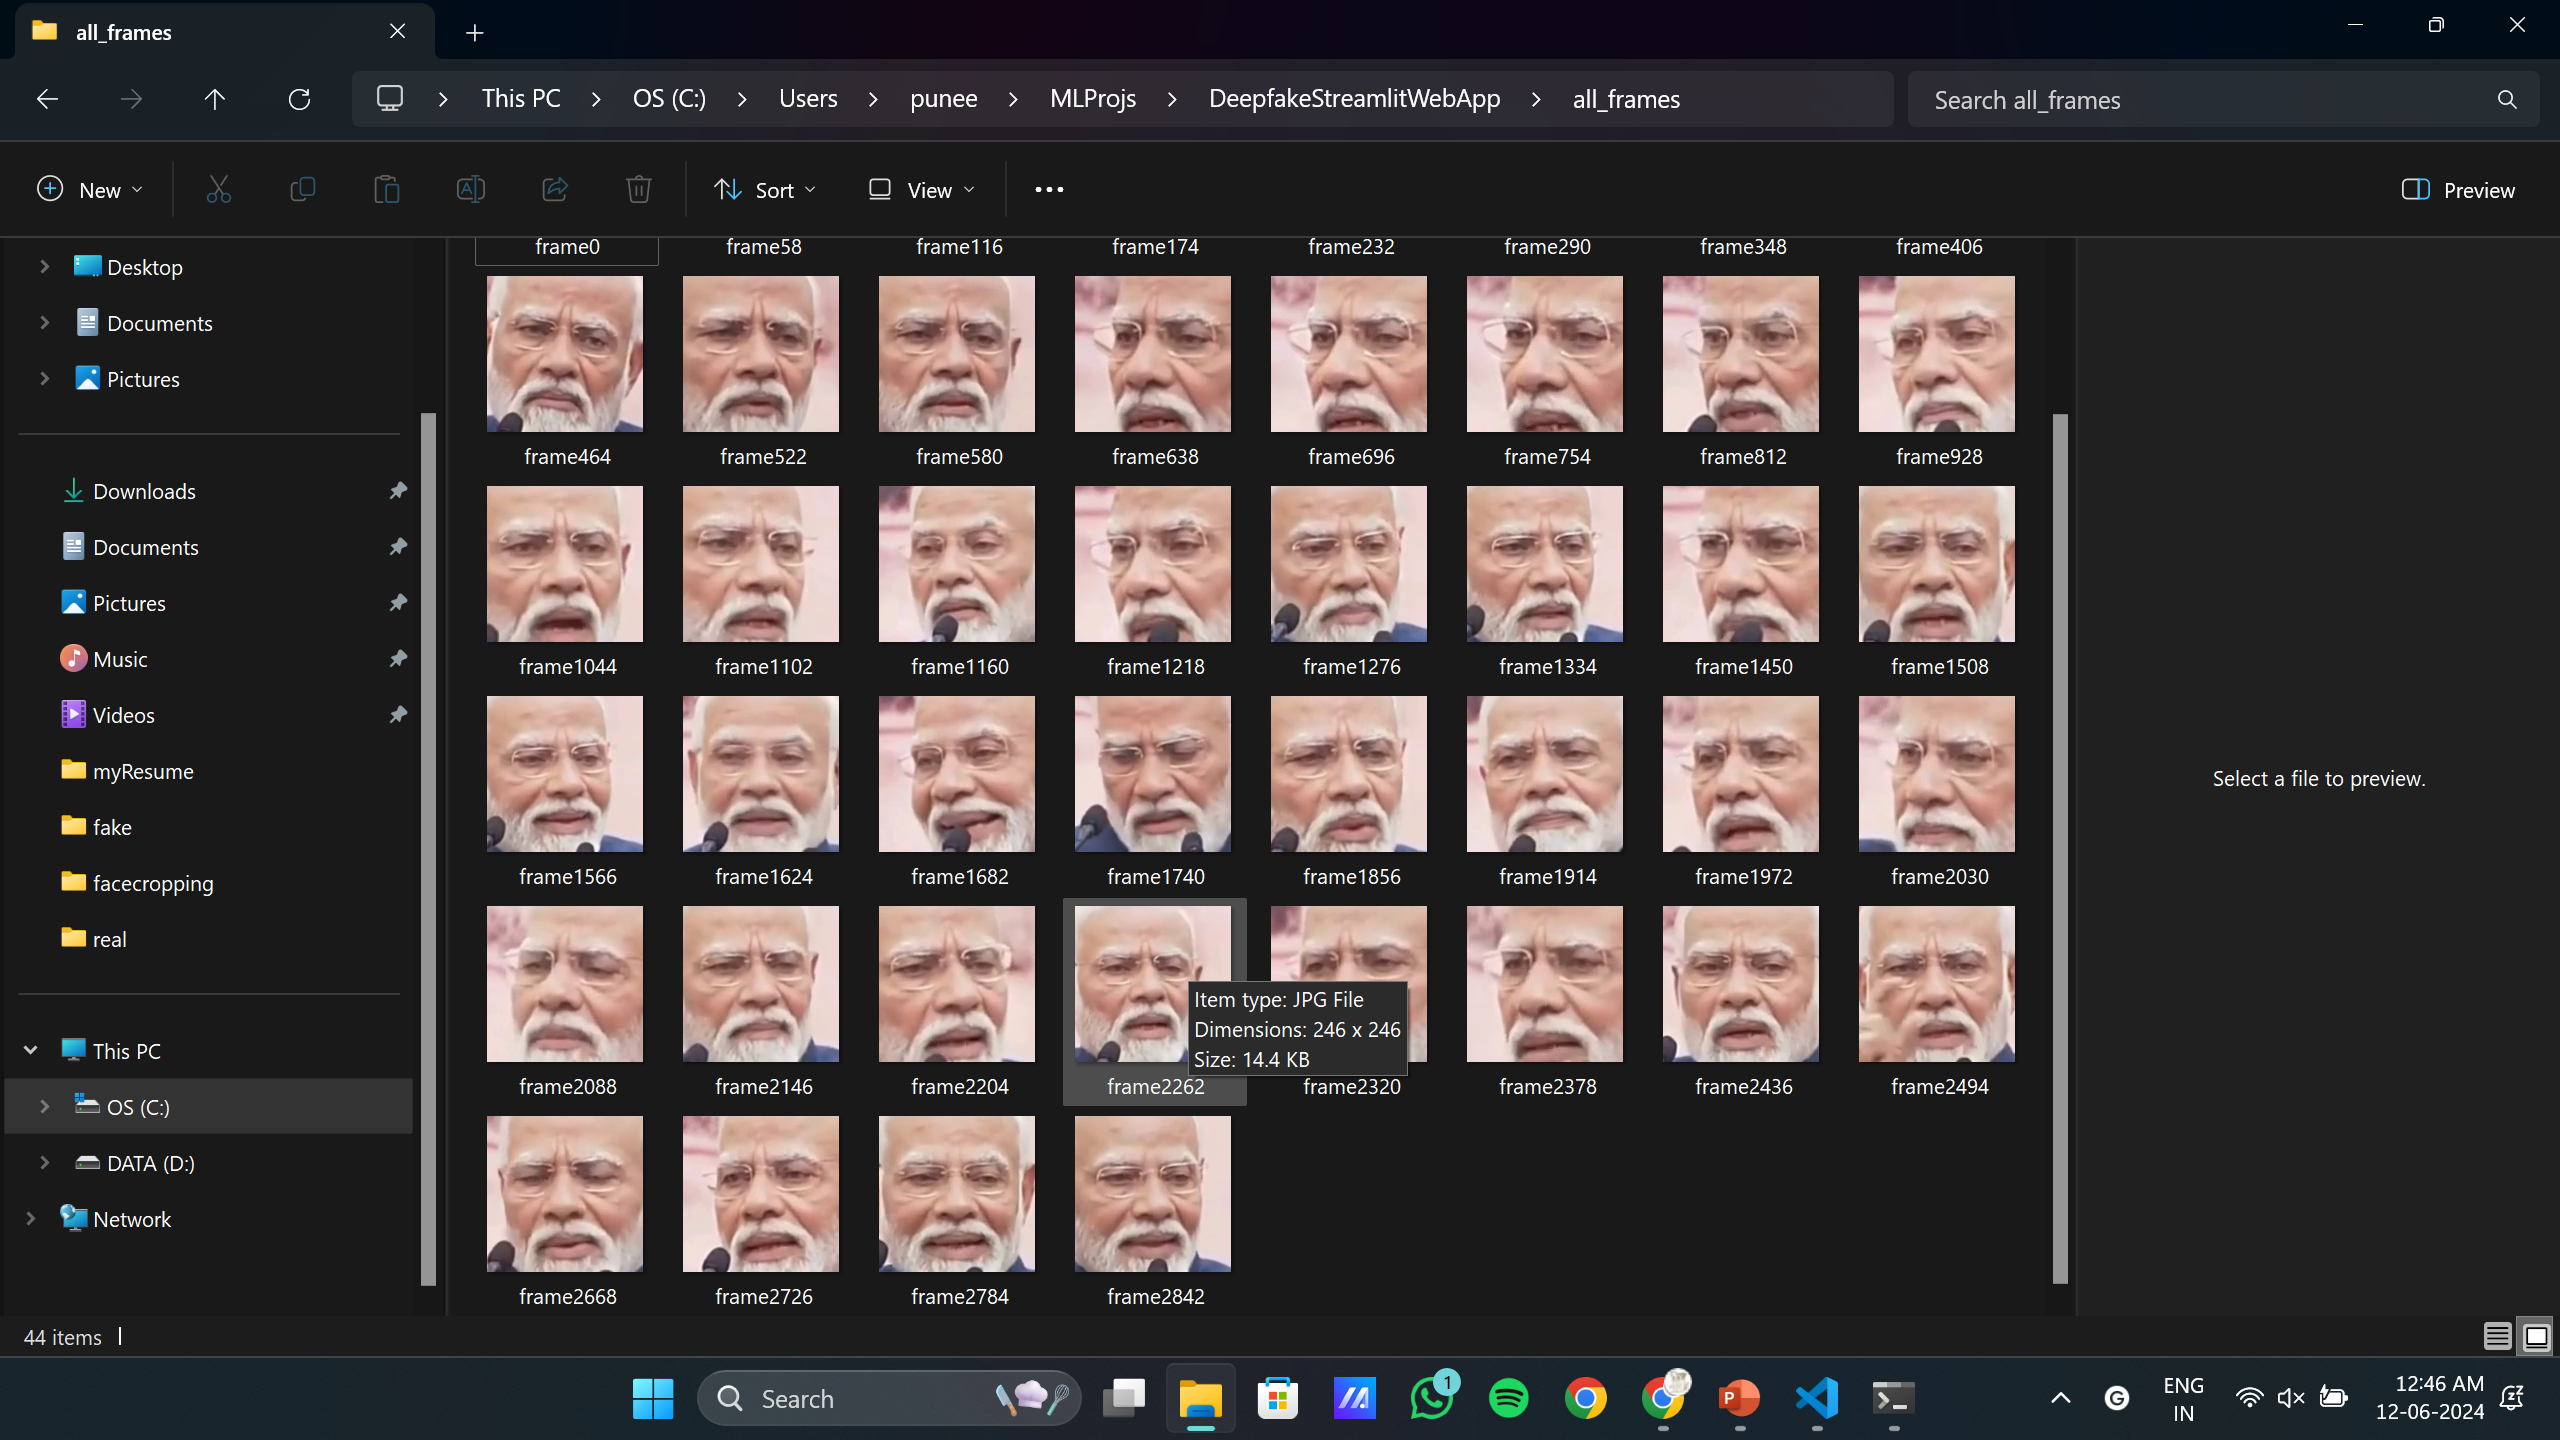 all_frames
This PC
OS (C:)
Users
punee
MLProjs
DeepfakeStreamlitWebApp
all_frames
Search all_frames
New
Sort
View
Preview
Desktop
Documents
Pictures
Downloads
Documents
Pictures
Music
Videos
myResume
fake
facecropping
real
This PC
OS (C:)
DATA (D:)
Network
frame0 frame58 frame116 frame174 frame232 frame290 frame348 frame406
frame464 frame522 frame580 frame638 frame696 frame754 frame812 frame928
frame1044 frame1102 frame1160 frame1218 frame1276 frame1334 frame1450 frame1508
frame1566 frame1624 frame1682 frame1740 frame1856 frame1914 frame1972 frame2030
Item type: JPG File
Dimensions: 246 x 246
Size: 14.4 KB
frame2088 frame2146 frame2204 frame2262 frame2320 frame2378 frame2436 frame2494
frame2668 frame2726 frame2784 frame2842
Select a file to preview.
44 items
Search
1
P
G
ENG
IN
12:46 AM
12-06-2024